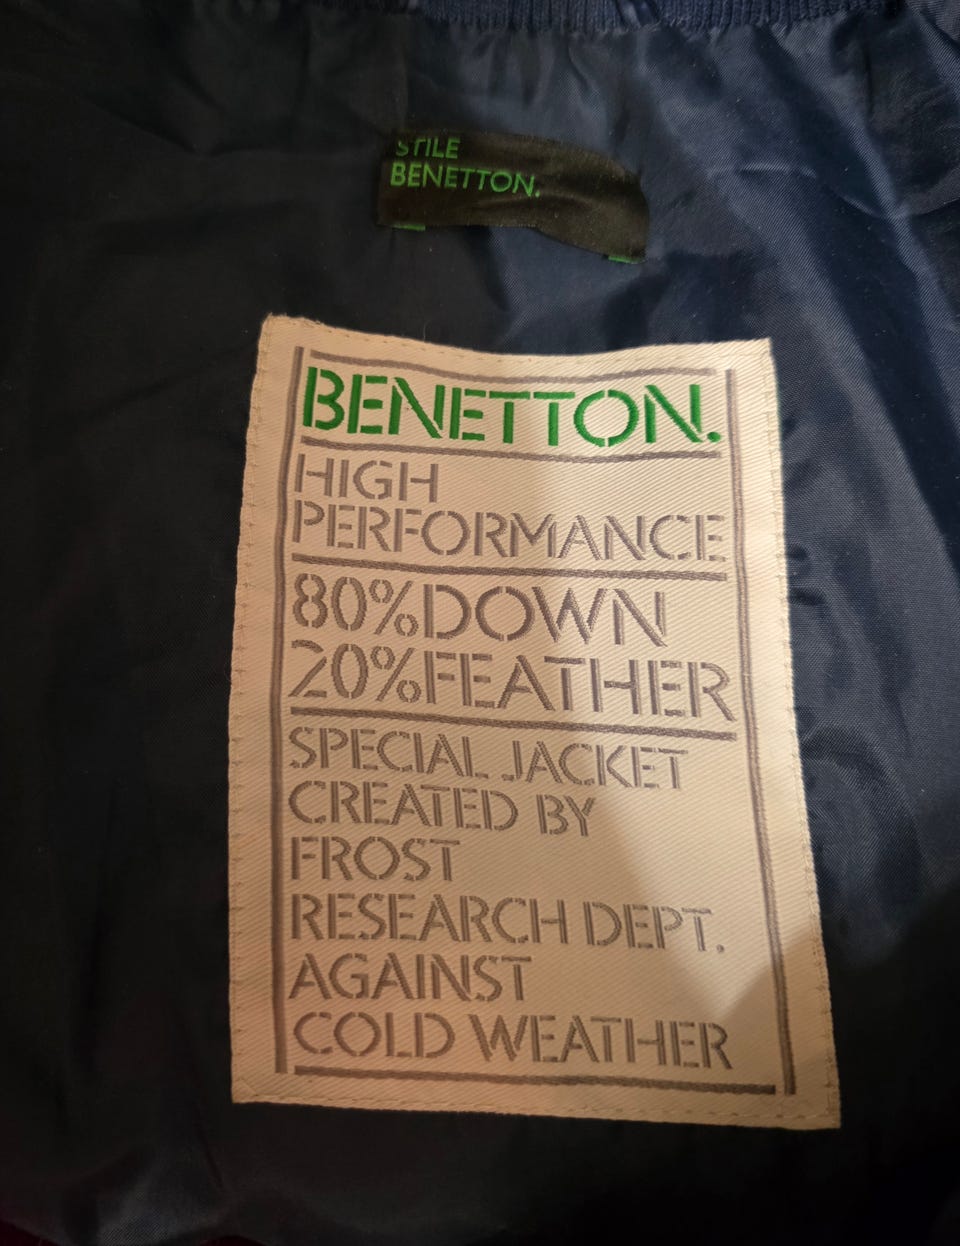 STILE
BENETTON.
BENETTON.
HIGH
PERFORMANCE
80%DOWN
20%FEATHER
SPECIAL JACKET
CREATED BY
FROST
RESEARCH DEPT.
AGAINST
COLD WEATHER